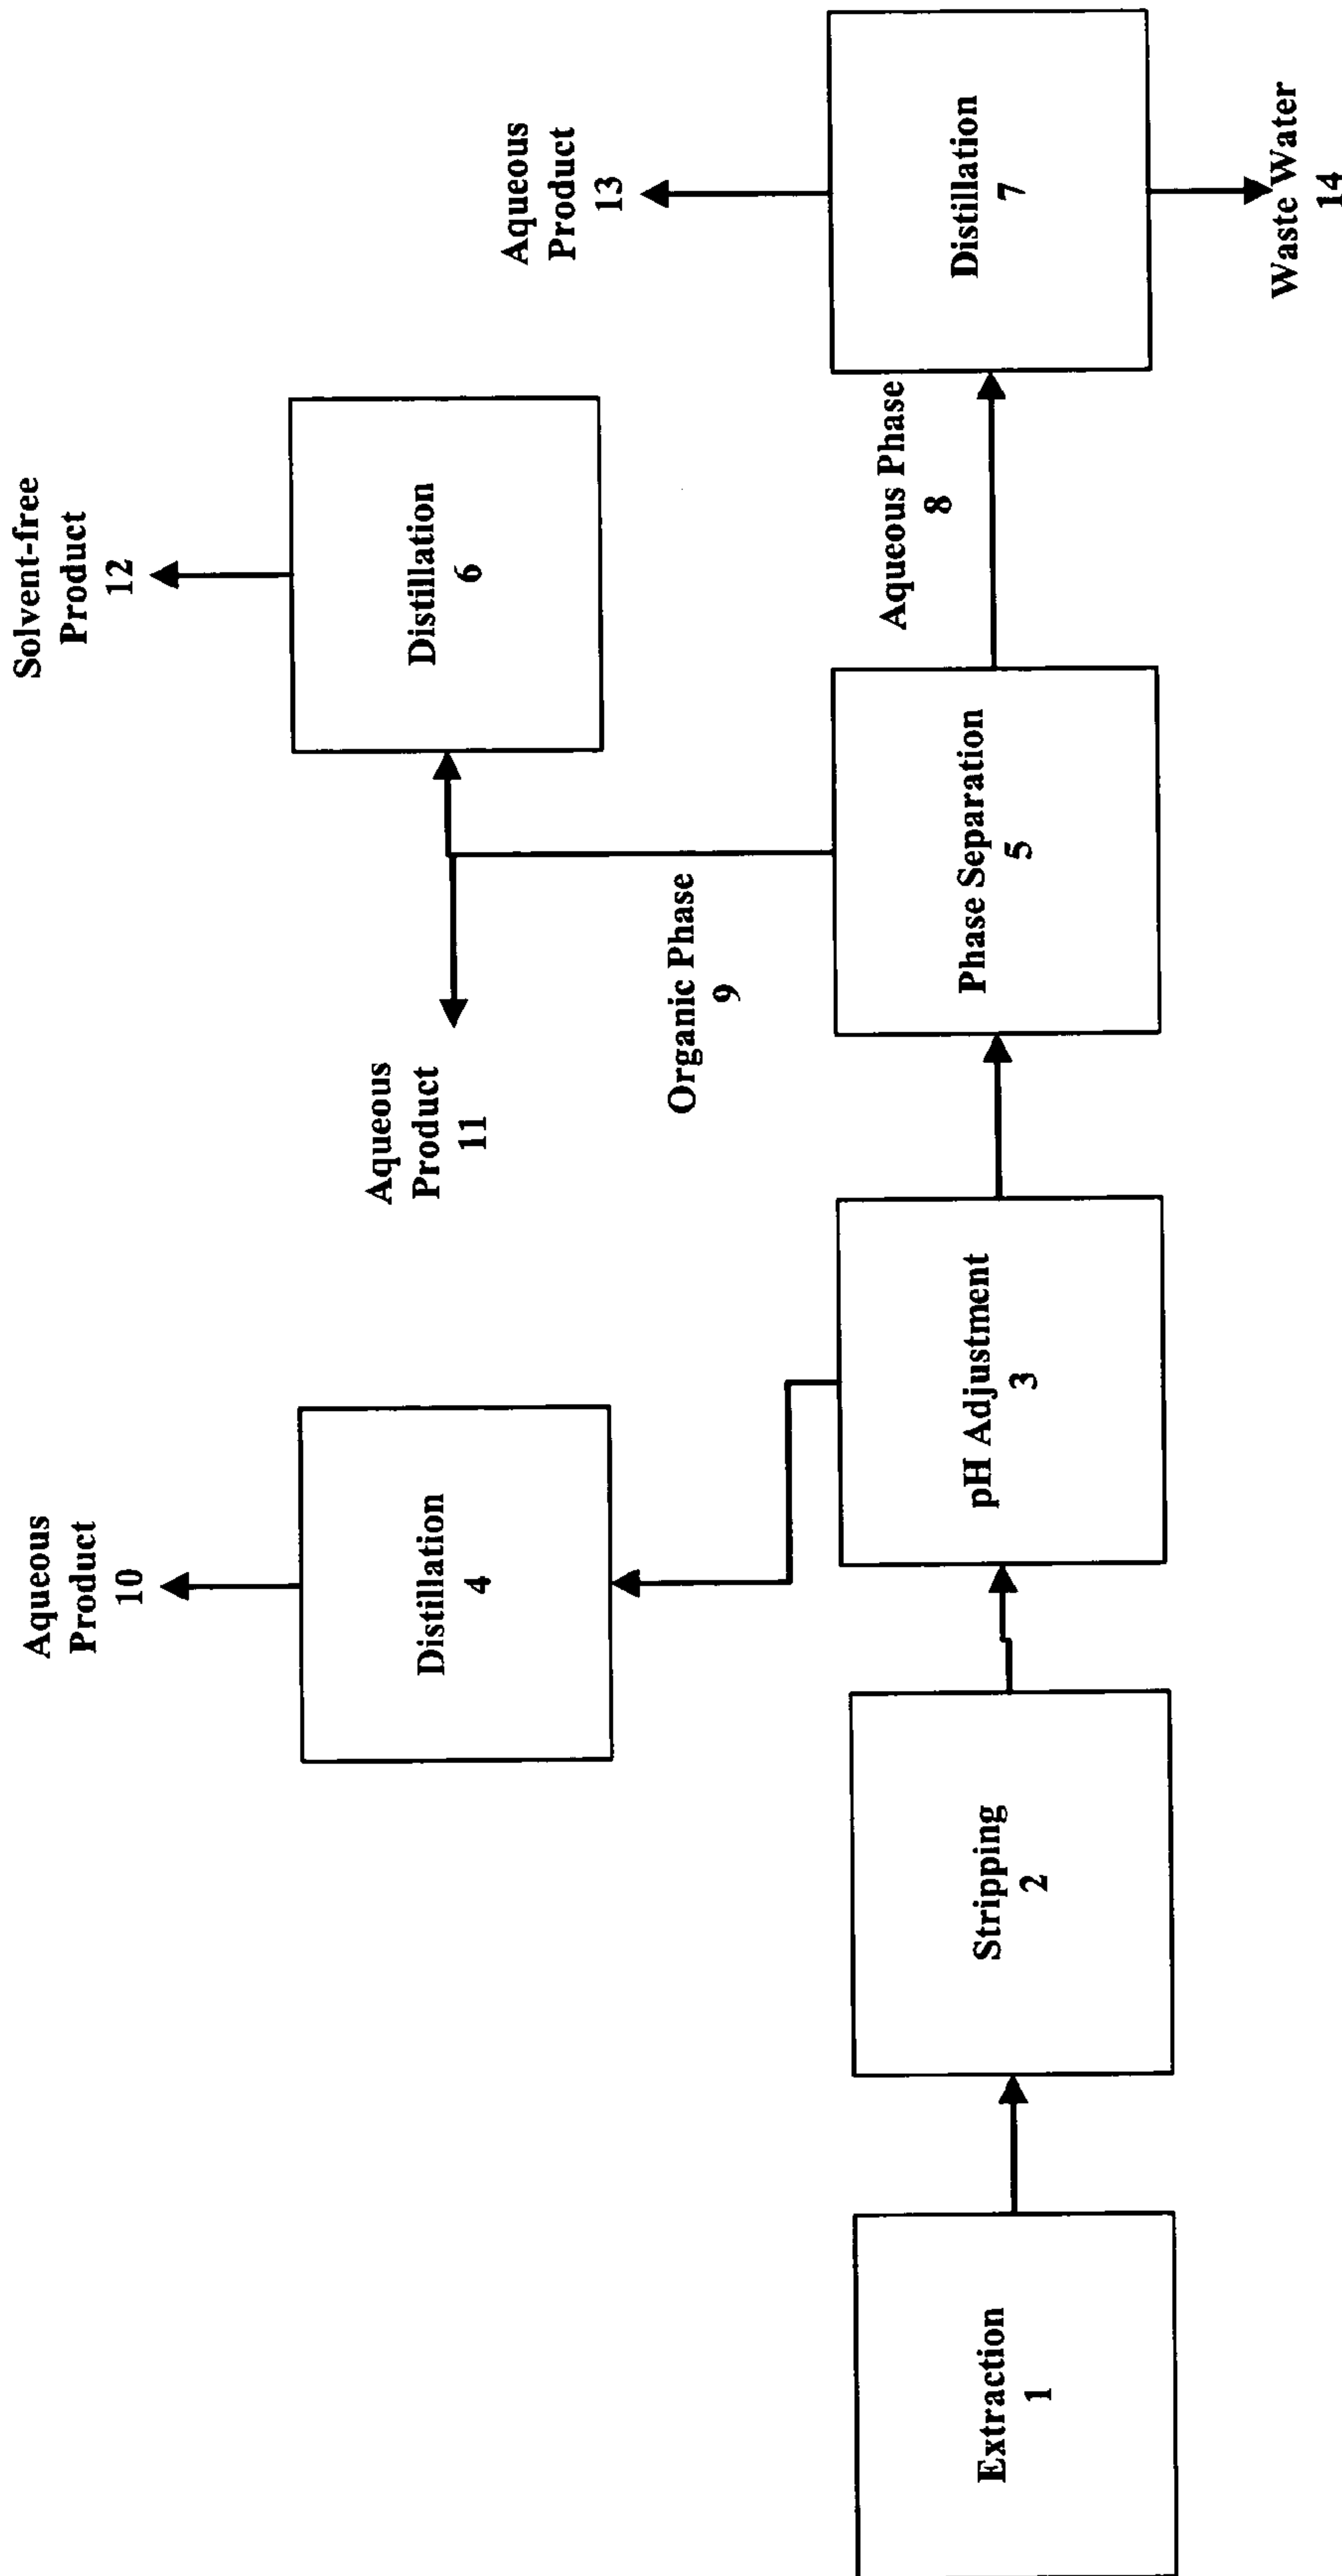 Extraction
1
Stripping
2
pH Adjustment
3
Distillation
4
Aqueous
Product
10
Phase Separation
5
Organic Phase
9
Aqueous
Product
11
Distillation
6
Solvent-free
Product
12
Aqueous Phase
8
Distillation
7
Aqueous
Product
13
Waste Water
14